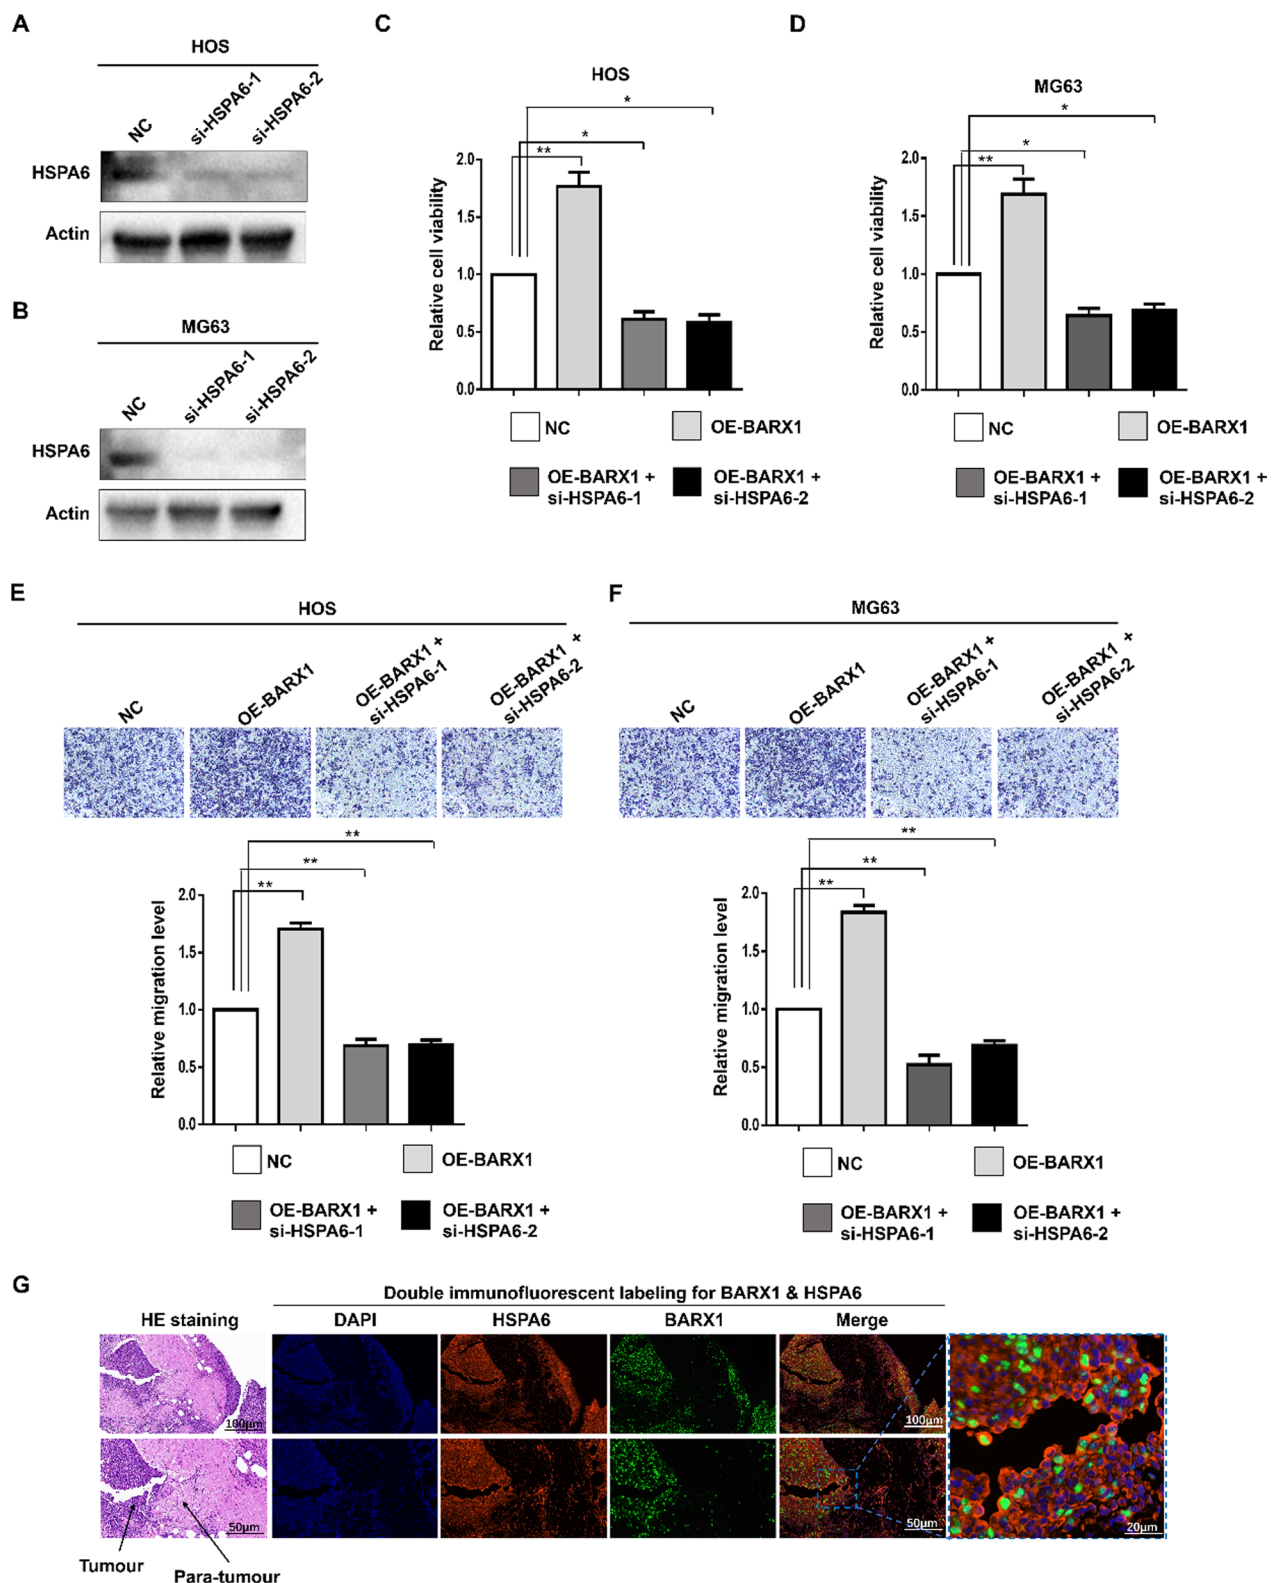 A
HOS
NC
si-HSPA6-1
si-HSPA6-2
HSPA6
Actin
B
MG63
NC
si-HSPA6-1
si-HSPA6-2
HSPA6
Actin
C
HOS
*
*
**
Relative cell viability
2.0
1.5
1.0
0.5
0.0
NC
OE-BARX1
OE-BARX1 +
si-HSPA6-1
OE-BARX1 +
si-HSPA6-2
D
MG63
*
*
**
Relative cell viability
2.0
1.5
1.0
0.5
0.0
NC
OE-BARX1
OE-BARX1 +
si-HSPA6-1
OE-BARX1 +
si-HSPA6-2
E
HOS
NC
OE-BARX1
OE-BARX1 +
si-HSPA6-1
OE-BARX1 +
si-HSPA6-2
**
**
**
Relative migration level
2.0
1.5
1.0
0.5
0.0
NC
OE-BARX1
OE-BARX1 +
si-HSPA6-1
OE-BARX1 +
si-HSPA6-2
F
MG63
NC
OE-BARX1
OE-BARX1 +
si-HSPA6-1
OE-BARX1 +
si-HSPA6-2
**
**
**
Relative migration level
2.0
1.5
1.0
0.5
0.0
NC
OE-BARX1
OE-BARX1 +
si-HSPA6-1
OE-BARX1 +
si-HSPA6-2
G
Double immunofluorescent labeling for BARX1 & HSPA6
HE staining
DAPI
HSPA6
BARX1
Merge
100μm
100μm
50μm
50μm
20μm
Tumour
Para-tumour